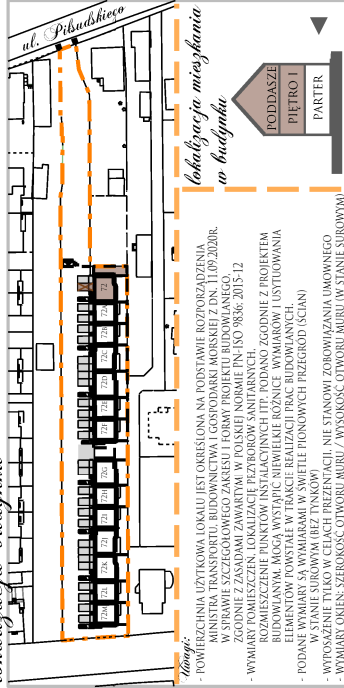 ul. Piłsudskiego
72
72A
72B
72C
72D
72E
72F
72G
72H
72I
72J
72K
72L
72M
lokalizacja mieszkania
w budynku
PODDASZE
PIĘTRO I
PARTER
Uwagi:
- POWIERZCHNIA UŻYTKOWA LOKALU JEST OKREŚLONA NA PODSTAWIE ROZPORZĄDZENIA
MINISTRA TRANSPORTU, BUDOWNICTWA I GOSPODARKI MORSKIEJ Z DN. 11.09.2020R.
W SPRAWIE SZCZEGÓŁOWEGO ZAKRESU I FORMY PROJEKTU BUDOWLANEGO,
ZGODNIE Z ZASADAMI ZAWARTYM W POLSKIEJ NORMIE PN-ISO 9836: 2015-12
- WYMIARY POMIESZCZEŃ, LOKALIZACJĘ PRZYBORÓW SANITARNYCH,
ROZMIESZCZENIE PUNKTÓW INSTALACYJNYCH ITP. PODANO ZGODNIE Z PROJEKTEM
BUDOWLANYM. MOGĄ WYSTĄPIĆ NIEWIELKIE RÓŻNICE WYMIARÓW I USYTUOWANIA
ELEMENTÓW POWSTAŁE W TRAKCIE REALIZACJI PRAC BUDOWLANYCH.
- PODANE WYMIARY SĄ WYMIARAMI W ŚWIETLE PIONOWYCH PRZEGRÓD (ŚCIAN)
W STANIE SUROWYM (BEZ TYNKÓW)
- WYPOSAŻENIE TYLKO W CELACH PREZENTACJI, NIE STANOWI ZOBOWIĄZANIA UMOWNEGO
- WYMIARY OKIEN: SZEROKOŚĆ OTWORU MURU / WYSOKOŚĆ OTWORU MURU (W STANIE SUROWYM)